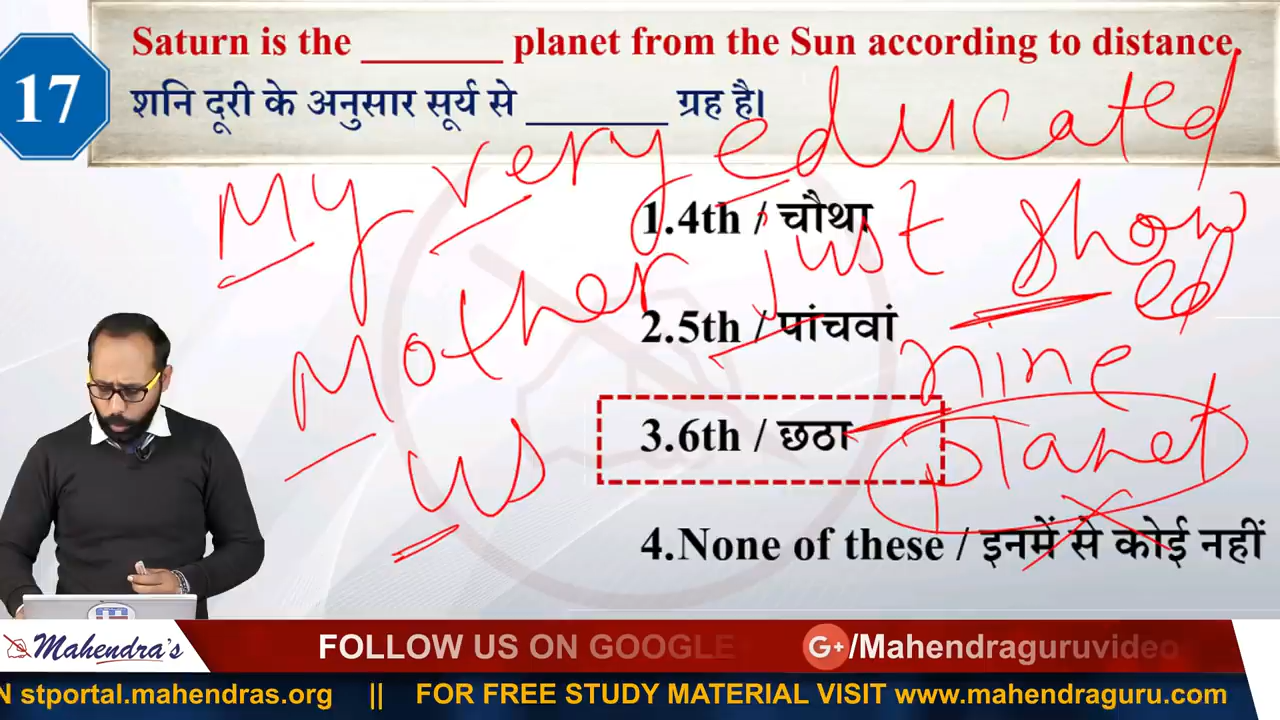 Saturn is the _______ planet from the Sun according to distance.
17
शनि दूरी के अनुसार सूर्य से _______ ग्रह है।
My very educated
Mother just showed
us nine
planet
1.4th / चौथा
2.5th / पांचवां
3.6th / छठा
4.None of these / इनमें से कोई नहीं
Mahendra's
FOLLOW US ON GOOGLE
G+/Mahendraguruvideo
N stportal.mahendras.org || FOR FREE STUDY MATERIAL VISIT www.mahendraguru.com